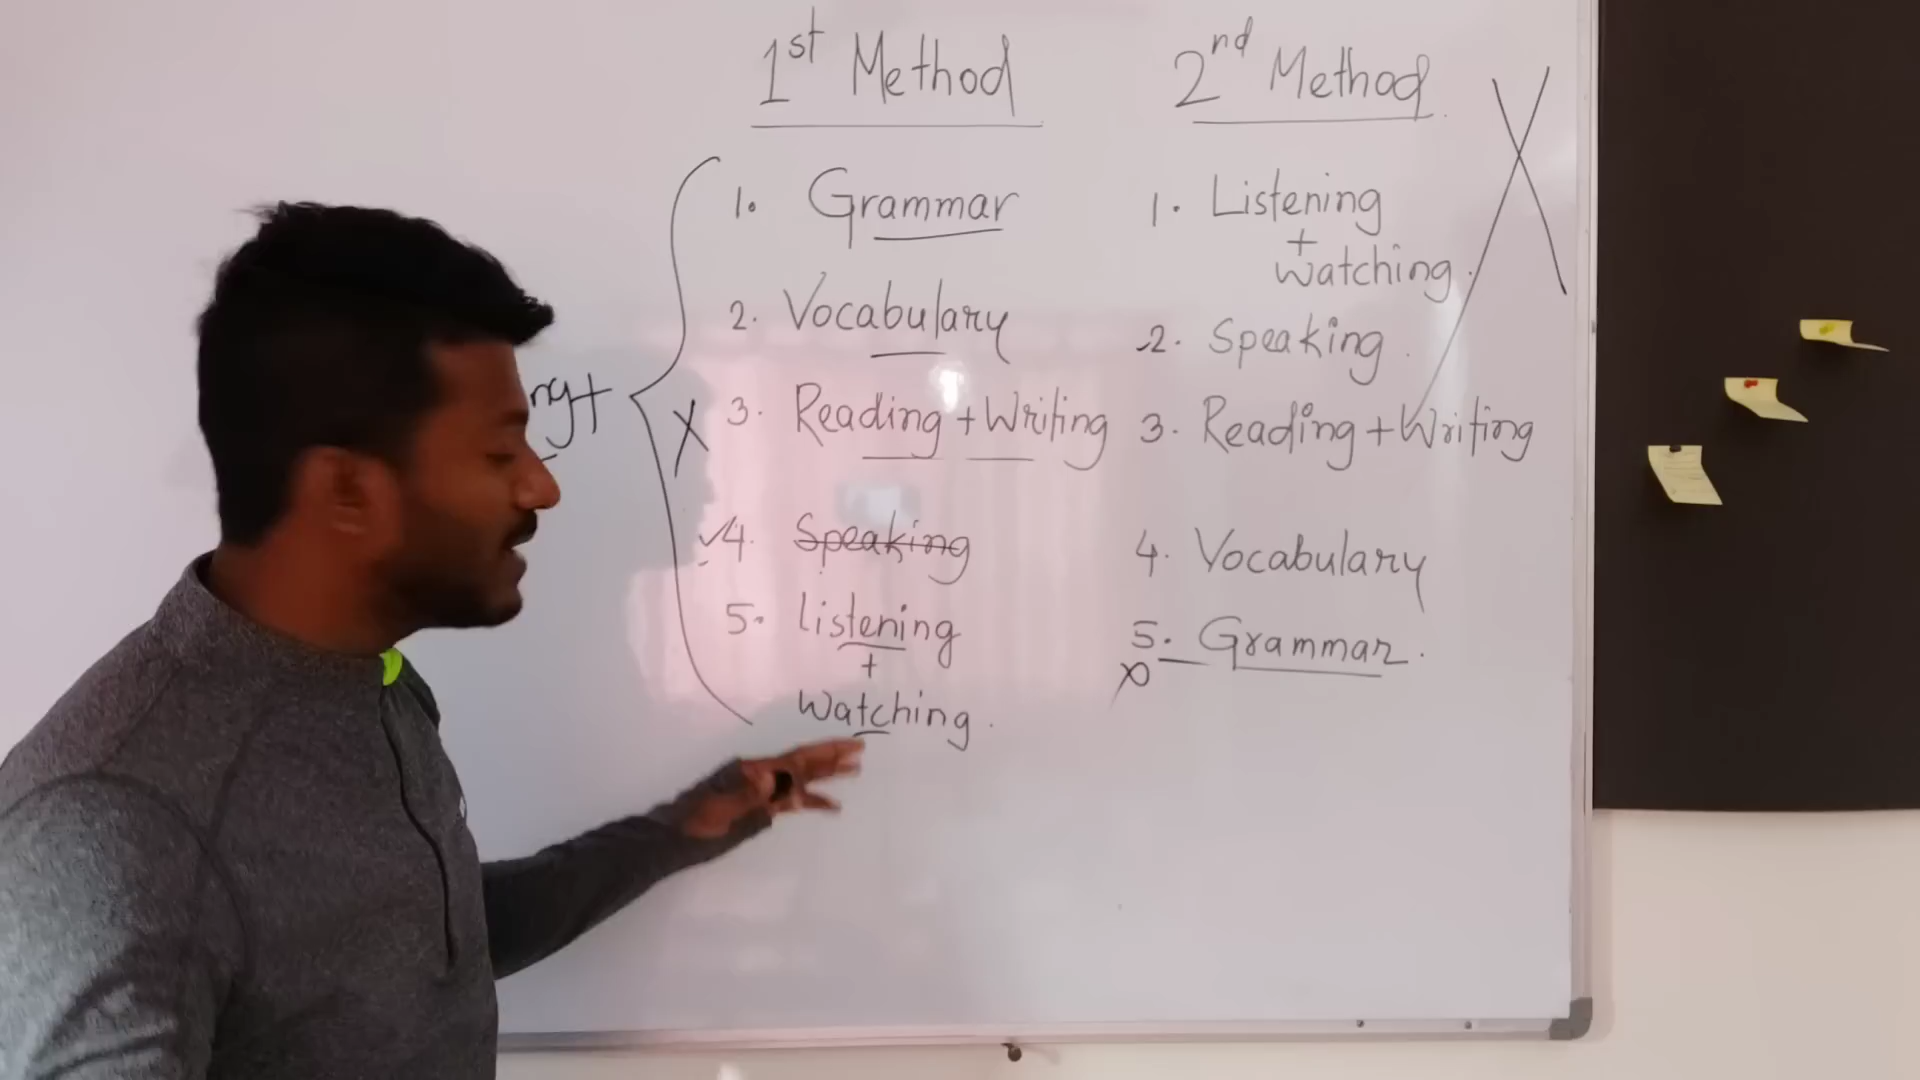 1st Method
1. Grammar
2. Vocabulary
3. Reading + Writing
4. Speaking
5. Listening
+
Watching.
2nd Method.
1. Listening
+
Watching.
2. Speaking.
3. Reading + Writing
4. Vocabulary
5. Grammar.